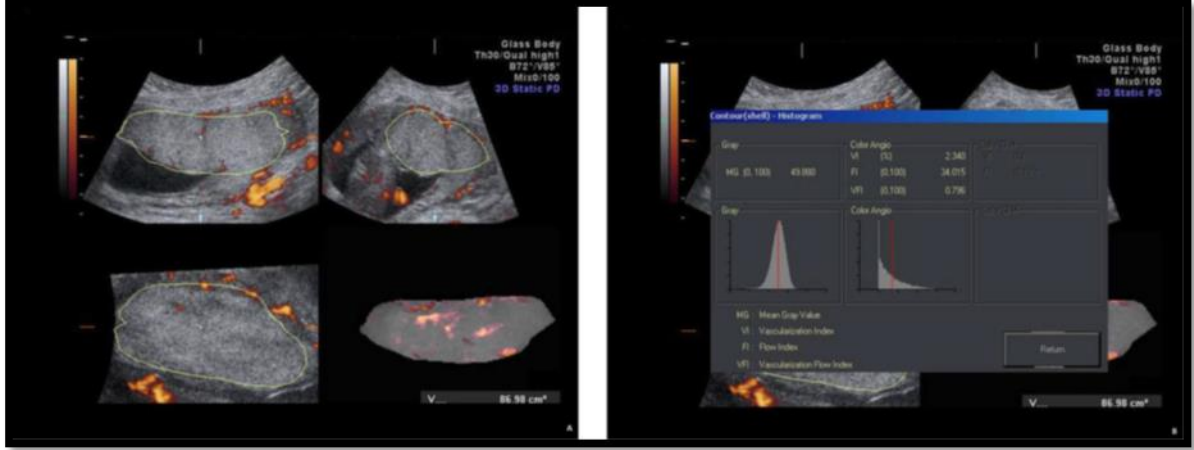 Glass Body
Th30/Qual high1
B72°/V85°
Mix0/100
3D Static PD
V
86.98 cm³
A
Glass Body
Th30/Qual high1
B72°/V85°
Mix0/100
3D Static PD
Contour(shell) - Histogram
Gray
MG (0, 100) 49.980
Color Angio
VI (%) 2.340
FI (0,100) 34.015
VFI (0,100) 0.796
Gray
Color Angio
MG : Mean Gray Value
VI : Vascularization Index
FI : Flow Index
VFI : Vascularization Flow Index
Return
V
86.98 cm³
B